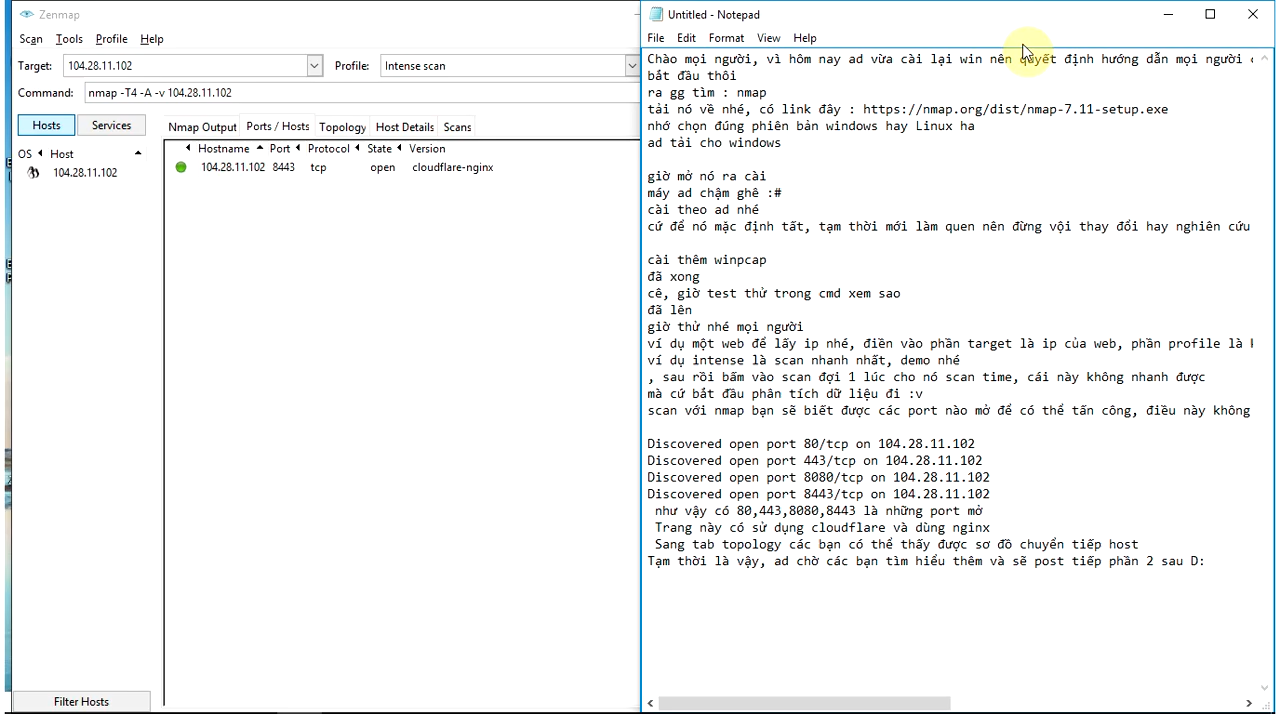 Zenmap
Scan Tools Profile Help
Target: 104.28.11.102 Profile: Intense scan
Command: nmap -T4 -A -v 104.28.11.102
Hosts Services
Nmap Output Ports / Hosts Topology Host Details Scans
OS Host
104.28.11.102
Hostname Port Protocol State Version
104.28.11.102 8443 tcp open cloudflare-nginx
Filter Hosts
Untitled - Notepad
File Edit Format View Help
Chào mọi người, vì hôm nay ad vừa cài lại win nên quyết định hướng dẫn mọi người
bắt đầu thôi
ra gg tìm : nmap
tải nó về nhé, có link đây : https://nmap.org/dist/nmap-7.11-setup.exe
nhớ chọn đúng phiên bản windows hay Linux ha
ad tải cho windows
giờ mở nó ra cài
máy ad chậm ghê :#
cài theo ad nhé
cứ để nó mặc định tất, tạm thời mới làm quen nên đừng vội thay đổi hay nghiên cứu
cài thêm winpcap
đã xong
cê, giờ test thử trong cmd xem sao
đã lên
giờ thử nhé mọi người
ví dụ một web để lấy ip nhé, điền vào phần target là ip của web, phần profile là
ví dụ intense là scan nhanh nhất, demo nhé
, sau rồi bấm vào scan đợi 1 lúc cho nó scan time, cái này không nhanh được
mà cứ bắt đầu phân tích dữ liệu đi :v
scan với nmap bạn sẽ biết được các port nào mở để có thể tấn công, điều này không
Discovered open port 80/tcp on 104.28.11.102
Discovered open port 443/tcp on 104.28.11.102
Discovered open port 8080/tcp on 104.28.11.102
Discovered open port 8443/tcp on 104.28.11.102
như vậy có 80,443,8080,8443 là những port mở
Trang này có sử dụng cloudflare và dùng nginx
Sang tab topology các bạn có thể thấy được sơ đồ chuyển tiếp host
Tạm thời là vậy, ad chờ các bạn tìm hiểu thêm và sẽ post tiếp phần 2 sau D: